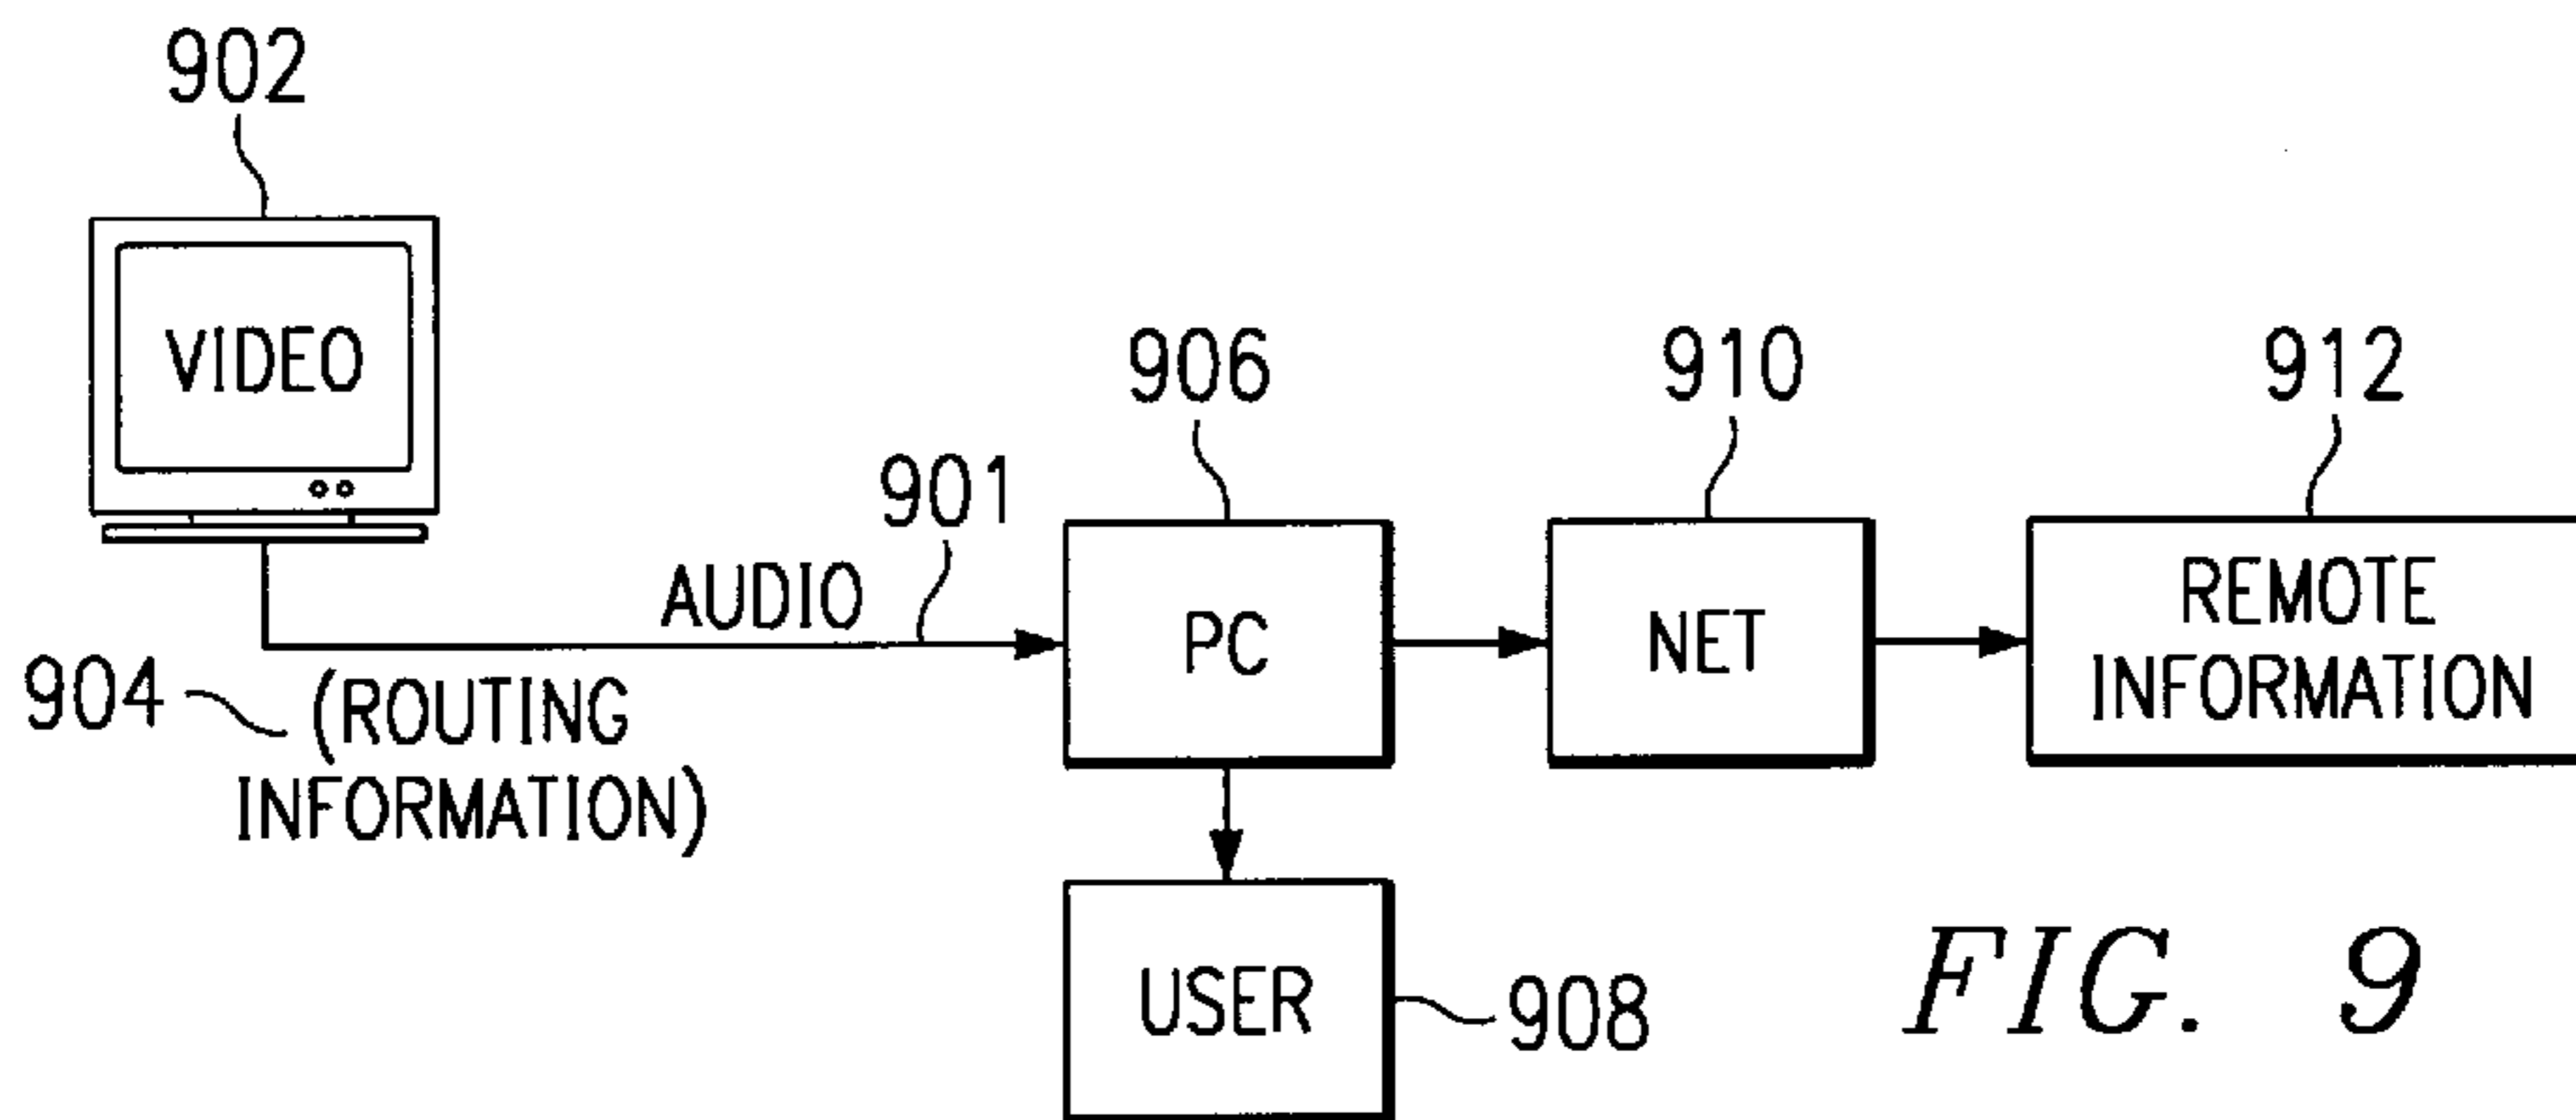 902
VIDEO
901
AUDIO
904
(ROUTING
INFORMATION)
906
PC
910
NET
912
REMOTE
INFORMATION
USER
908
FIG. 9